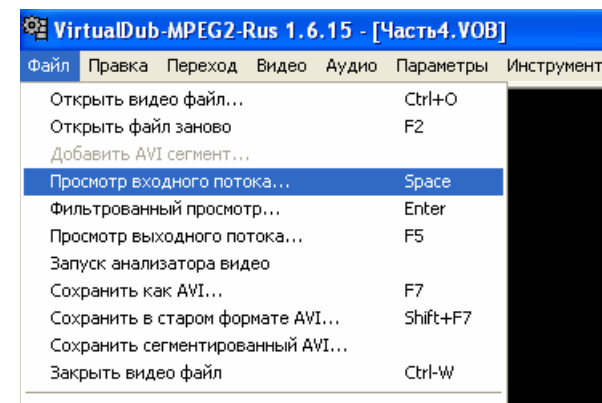 VirtualDub-MPEG2-Rus 1.6.15 - [Часть4.VOB]
Файл Правка Переход Видео Аудио Параметры Инструмент
Открыть видео файл... Ctrl+O
Открыть файл заново F2
Добавить AVI сегмент...
Просмотр входного потока... Space
Фильтрованный просмотр... Enter
Просмотр выходного потока... F5
Запуск анализатора видео
Сохранить как AVI... F7
Сохранить в старом формате AVI... Shift+F7
Сохранить сегментированный AVI...
Закрыть видео файл Ctrl-W